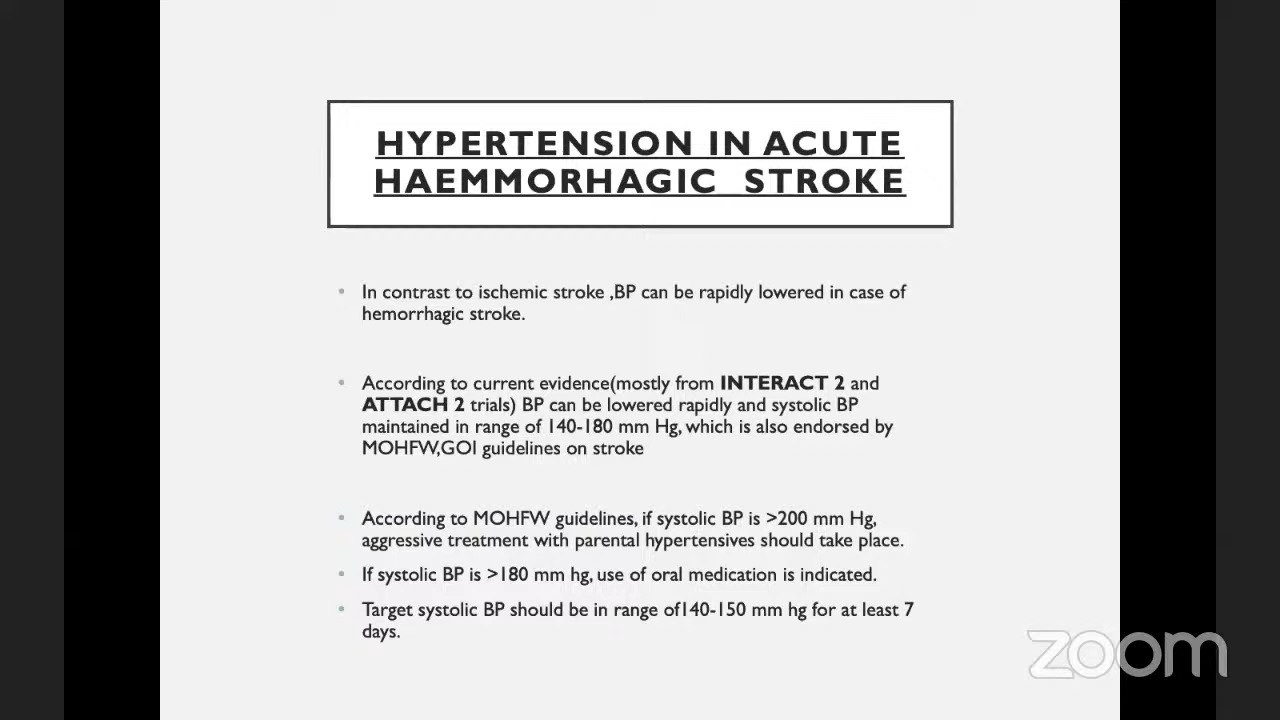 HYPERTENSION IN ACUTE
HAEMMORHAGIC STROKE
• In contrast to ischemic stroke ,BP can be rapidly lowered in case of
hemorrhagic stroke.
• According to current evidence(mostly from INTERACT 2 and
ATTACH 2 trials) BP can be lowered rapidly and systolic BP
maintained in range of 140-180 mm Hg, which is also endorsed by
MOHFW,GOI guidelines on stroke
• According to MOHFW guidelines, if systolic BP is >200 mm Hg,
aggressive treatment with parental hypertensives should take place.
• If systolic BP is >180 mm hg, use of oral medication is indicated.
• Target systolic BP should be in range of140-150 mm hg for at least 7
days.
zoom